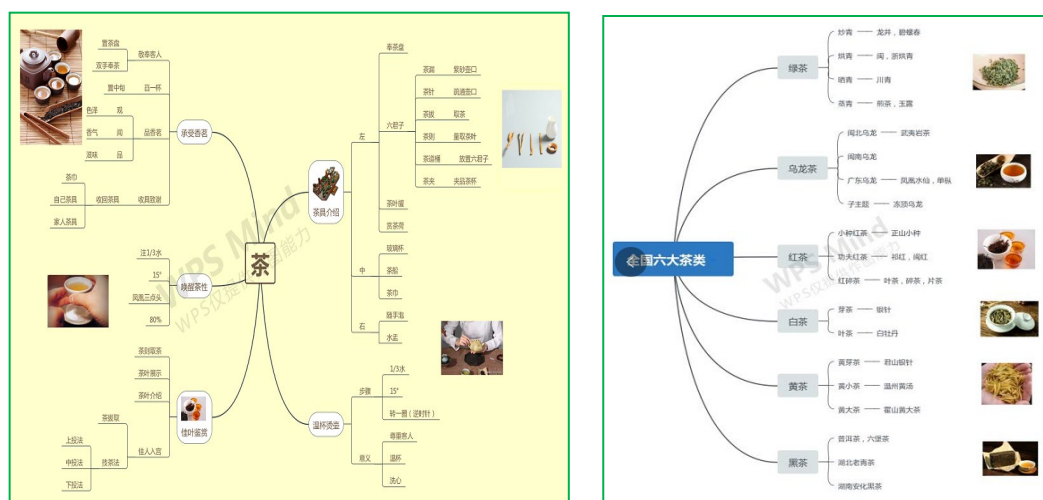 茶
茶具介绍
左
奉茶盘
六君子
茶漏 紫砂壶口
茶针 疏通壶口
茶拨 取茶
茶则 量取茶叶
茶道桶 放置六君子
茶夹 夹品茶杯
茶叶罐
赏茶荷
中
玻璃杯
茶船
茶巾
右
随手泡
水盂
温杯烫壶
步骤
1/3水
15°
转一圈（逆时针）
意义
尊重客人
温杯
洗心
承受香茗
敬奉客人
置茶盘
双手奉茶
百一杯
置中旬
品香茗
观 色泽
闻 香气
品 滋味
收具致谢
收回茶具
茶巾
自己茶具
家人茶具
唤醒茶性
注1/3水
15°
凤凰三点头
80%
佳叶鉴赏
茶则取茶
茶叶展示
茶叶介绍
佳人入宫
茶拨取
技茶法
上投法
中投法
下投法
WPS Mind
全国六大茶类
绿茶
炒青 龙井，碧螺春
烘青 闽，浙烘青
晒青 川青
蒸青 煎茶，玉露
乌龙茶
闽北乌龙 武夷岩茶
闽南乌龙
广东乌龙 凤凰水仙，单枞
子主题 冻顶乌龙
红茶
小种红茶 正山小种
功夫红茶 祁红，闽红
红碎茶 叶茶，碎茶，片茶
白茶
芽茶 银针
叶茶 白牡丹
黄茶
黄芽茶 君山银针
黄小茶 温州黄汤
黄大茶 霍山黄大茶
黑茶
普洱茶，六堡茶
湖北老青茶
湖南安化黑茶
WPS Mind